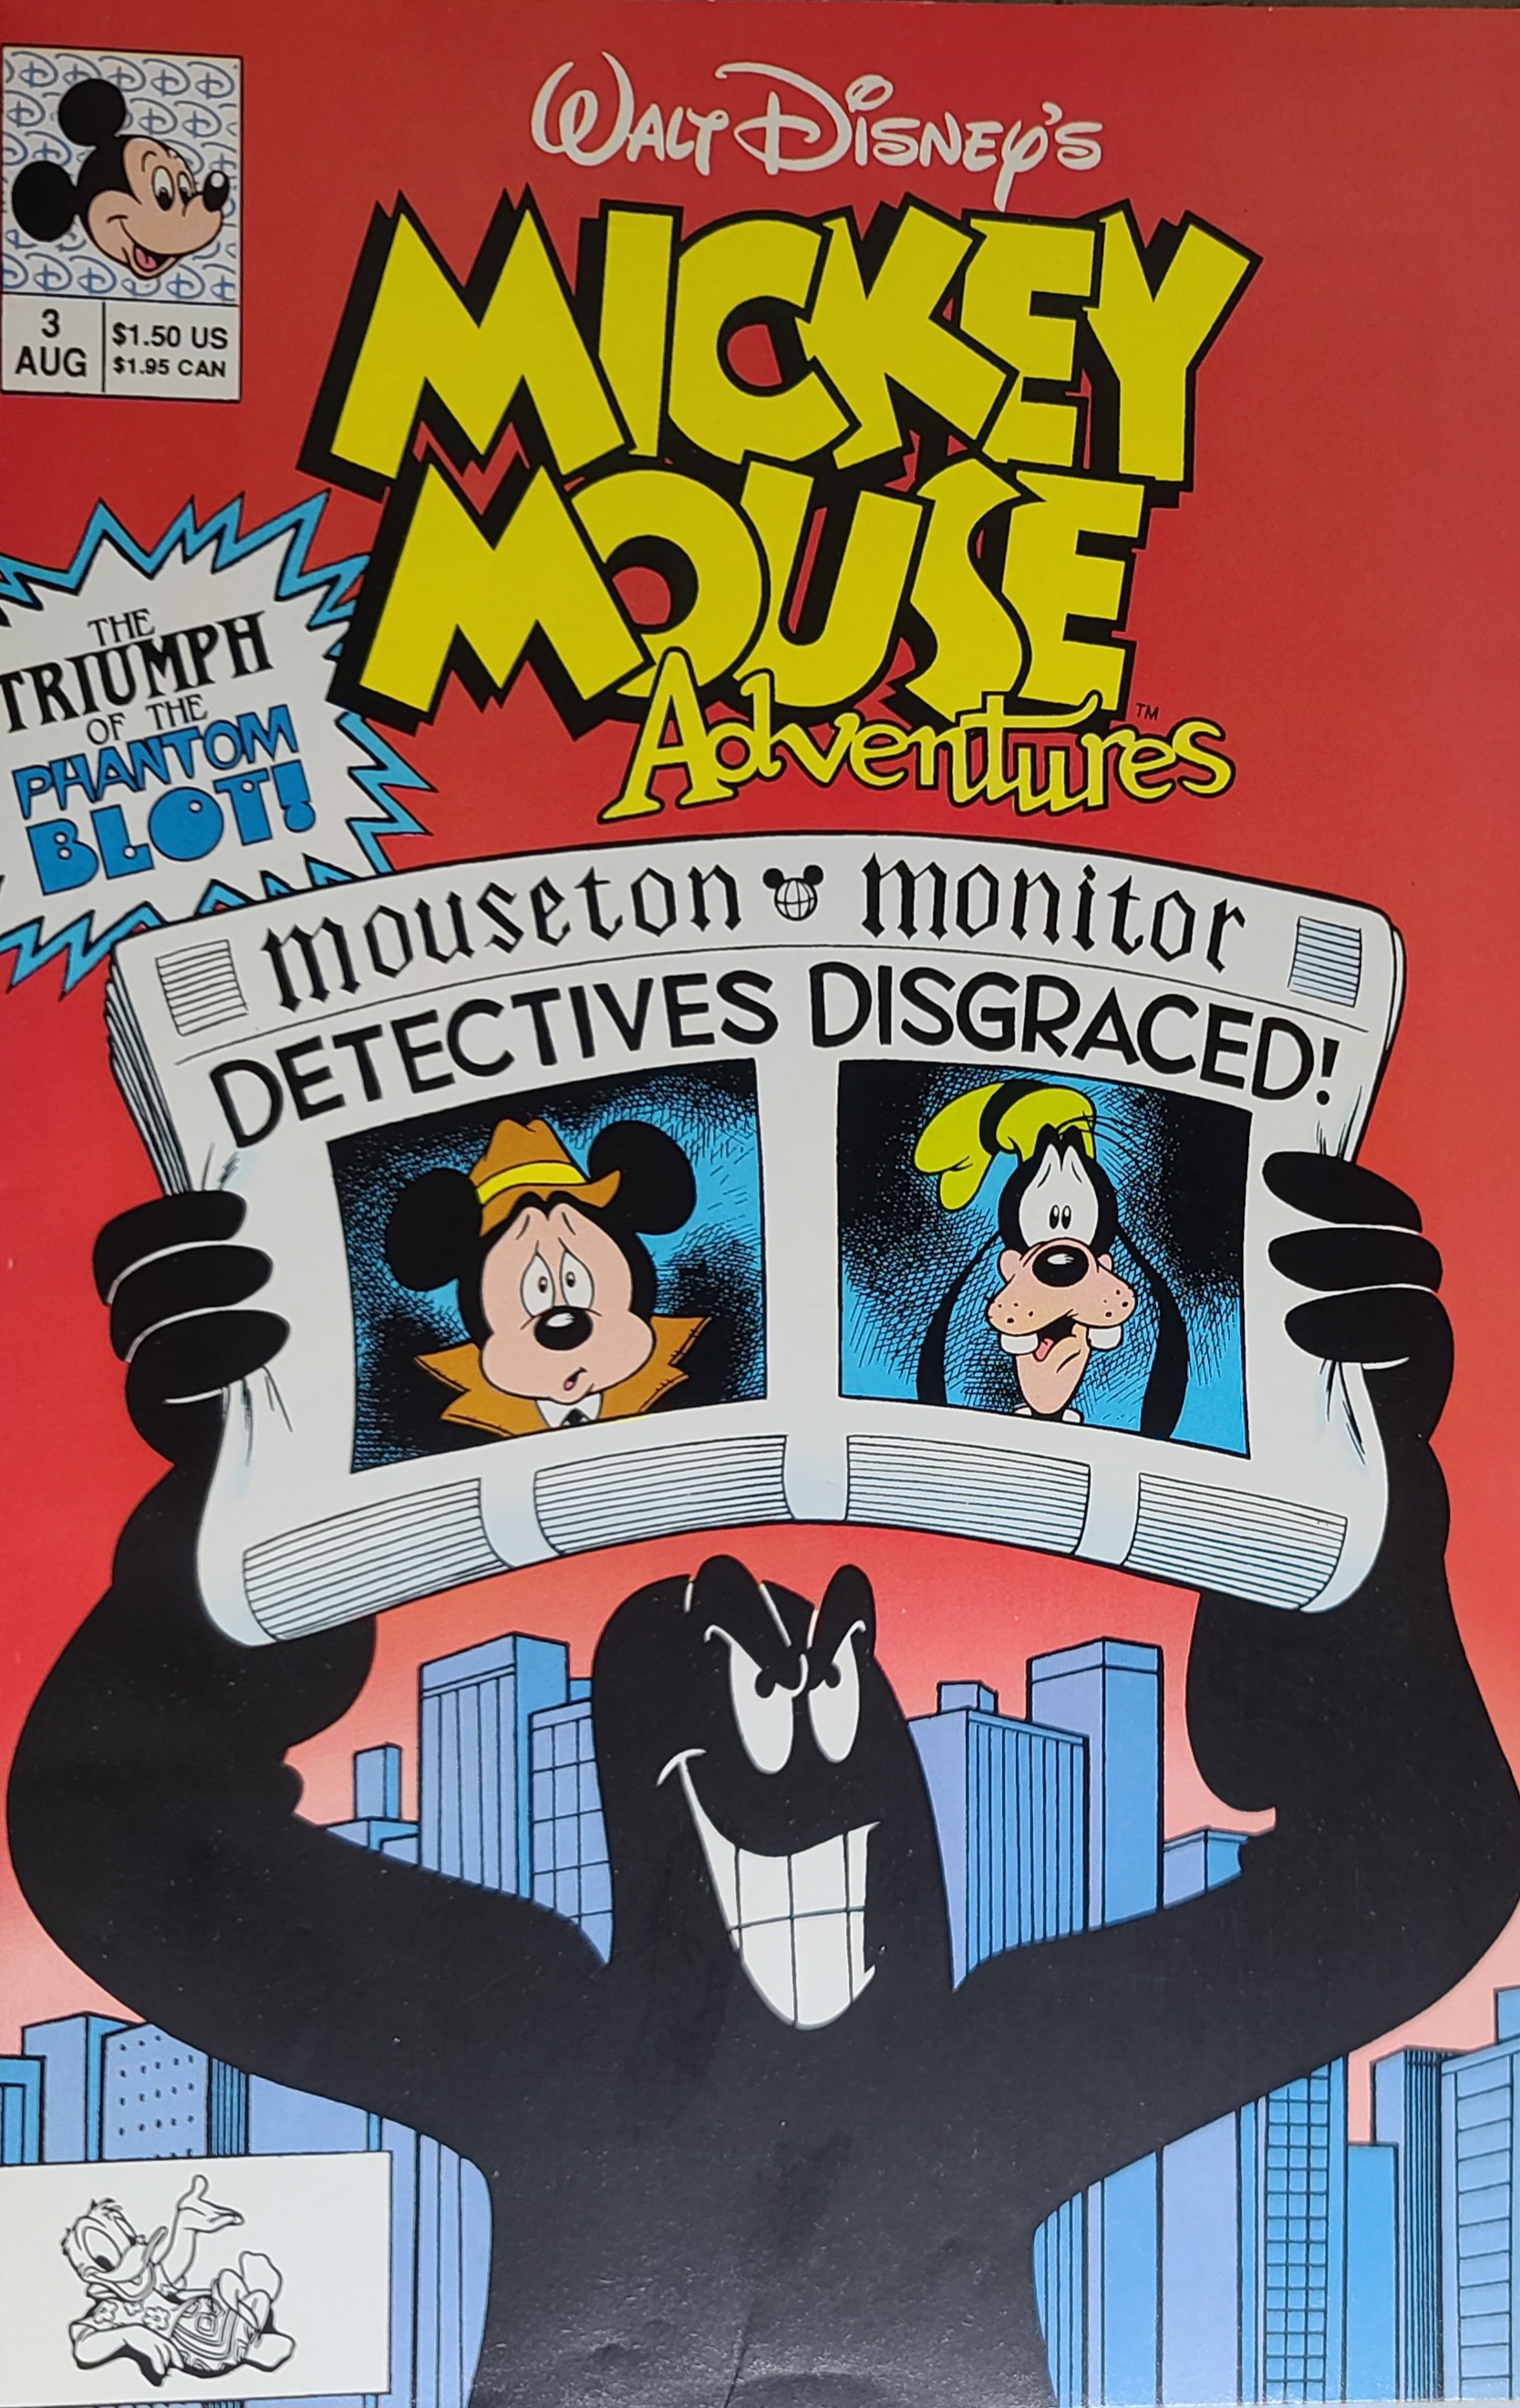 3
AUG
$1.50 US
$1.95 CAN
WALT DISNEY'S
MICKEY
MOUSE
Adventures
TM
THE
TRIUMPH
OF THE
PHANTOM
BLOT!
mouseton monitor
DETECTIVES DISGRACED!